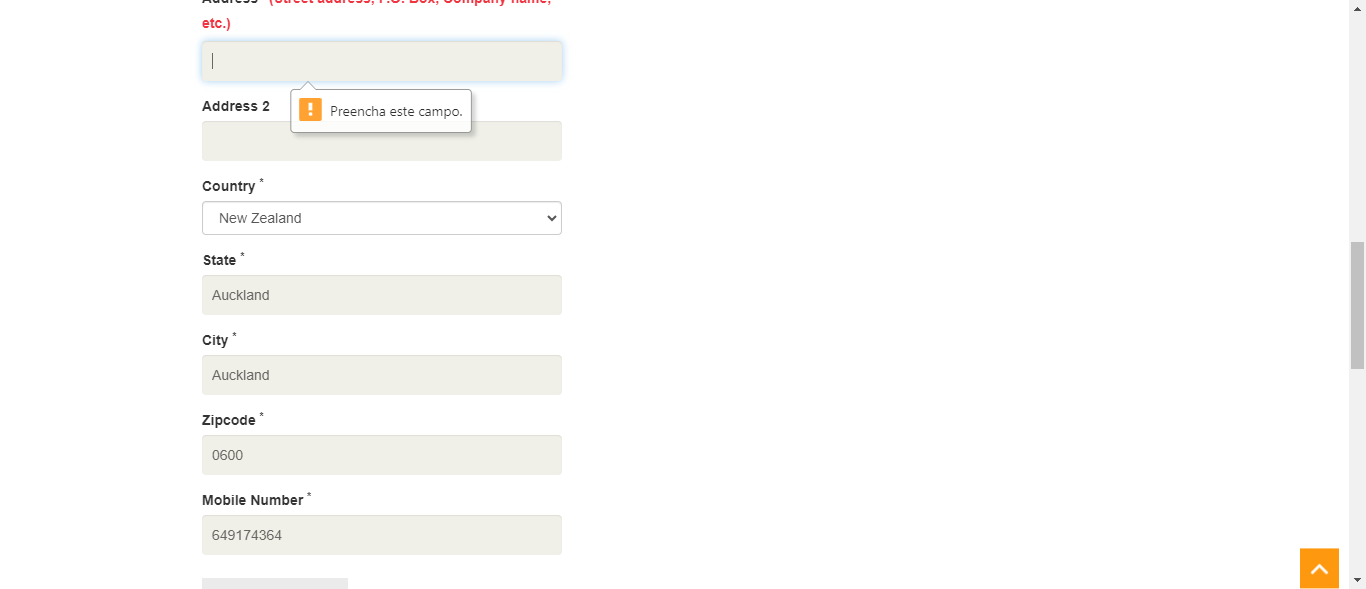 Address * (Street address, P.O. Box, Company name,
etc.)
Address 2
Preencha este campo.
Country *
New Zealand
State *
Auckland
City *
Auckland
Zipcode *
0600
Mobile Number *
649174364